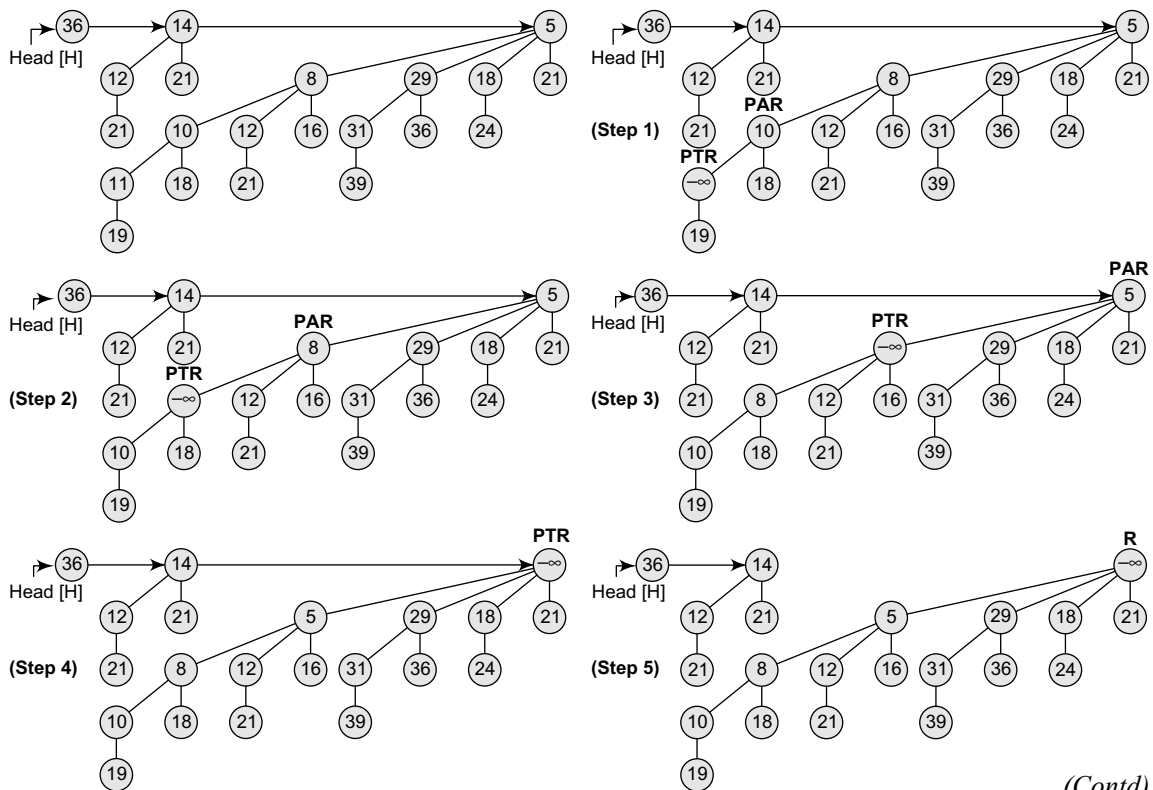 36 14 5
Head [H]
12 21 8 29 18 21
21 10 12 16 31 36 24
11 18 21 39
19
36 14 5
Head [H]
12 21 8 29 18 21
PAR
(Step 1) 21 10 12 16 31 36 24
PTR
−∞ 18 21 39
19
36 14 5
Head [H]
PAR
12 21 8 29 18 21
PTR
(Step 2) 21 −∞ 12 16 31 36 24
10 18 21 39
19
PAR
36 14 5
Head [H]
PTR
12 21 −∞ 29 18 21
(Step 3) 21 8 12 16 31 36 24
10 18 21 39
19
PTR
36 14 −∞
Head [H]
12 21 5 29 18 21
(Step 4) 21 8 12 16 31 36 24
10 18 21 39
19
R
36 14 −∞
Head [H]
12 21 5 29 18 21
(Step 5) 21 8 12 16 31 36 24
10 18 21 39
19
(Contd)